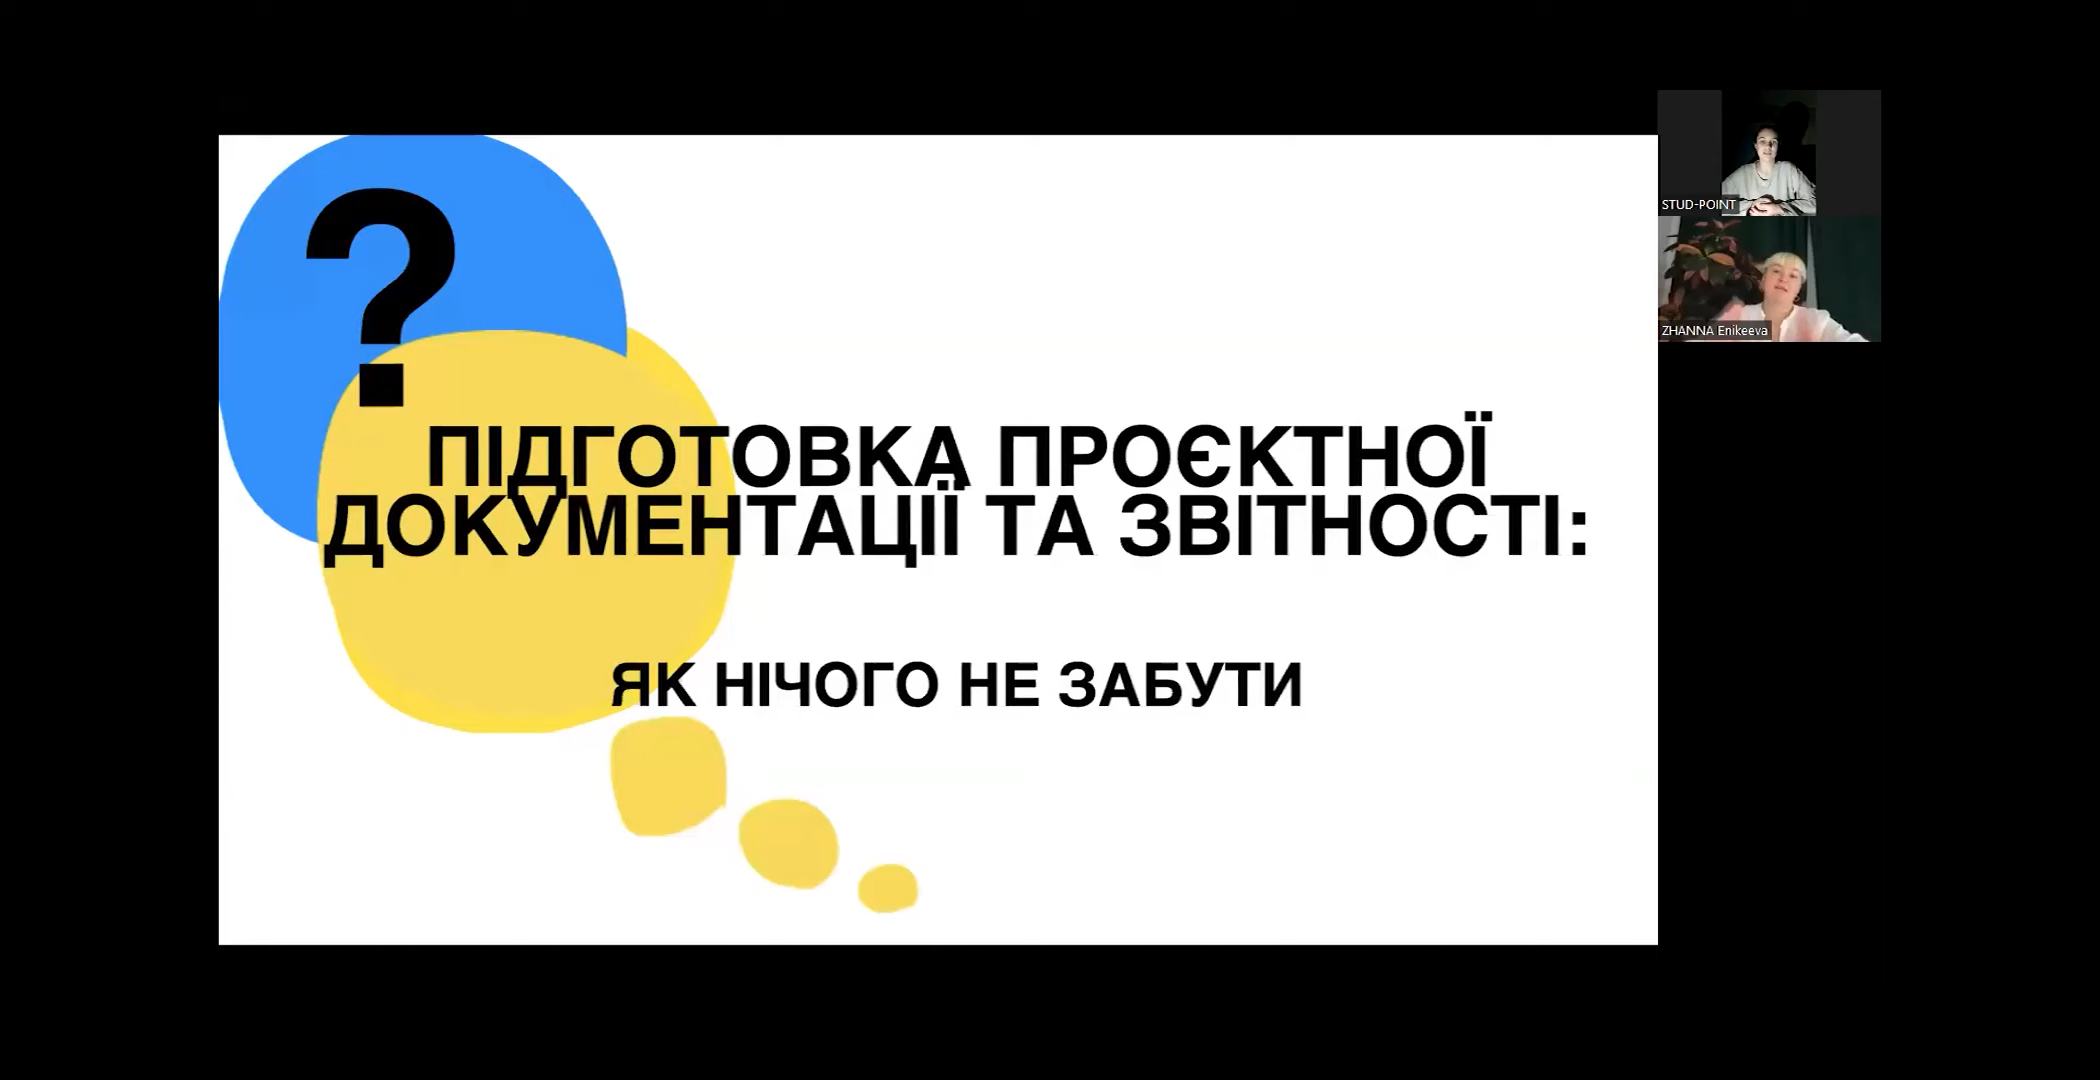 ?
ПІДГОТОВКА ПРОЄКТНОЇ
ДОКУМЕНТАЦІЇ ТА ЗВІТНОСТІ:
ЯК НІЧОГО НЕ ЗАБУТИ
STUD-POINT
ZHANNA Enikeeva